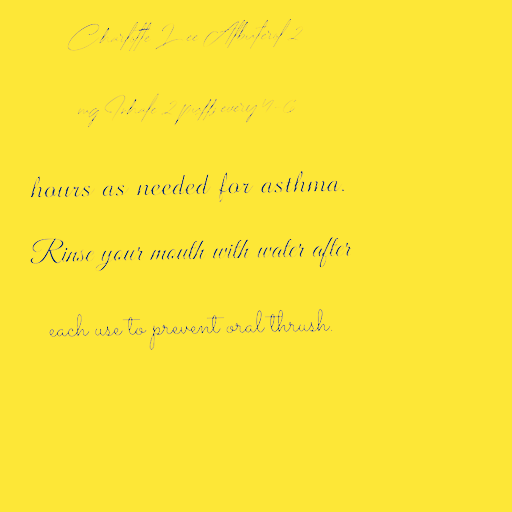 Charlotte Lee Albuterol 2
mg Inhale 2 puffs every 4-6
hours as needed for asthma.
Rinse your mouth with water after
each use to prevent oral thrush.